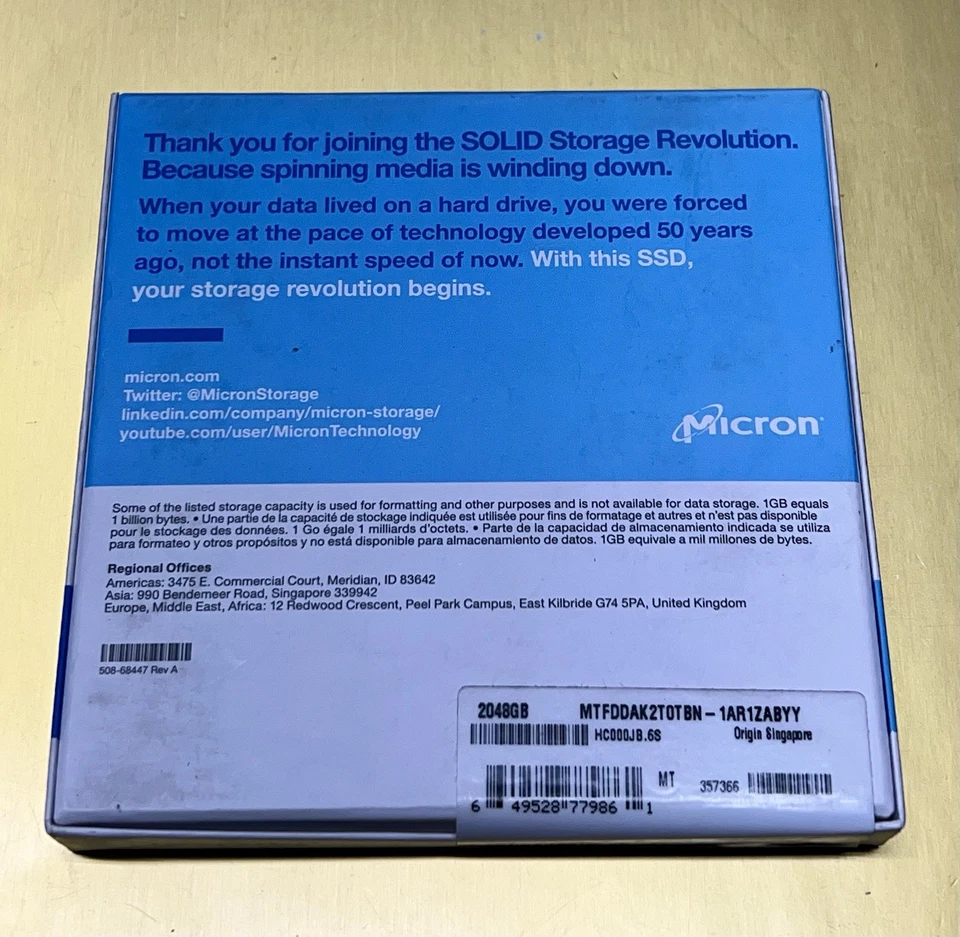 Thank you for joining the SOLID Storage Revolution.
Because spinning media is winding down.
When your data lived on a hard drive, you were forced
to move at the pace of technology developed 50 years
ago, not the instant speed of now. With this SSD,
your storage revolution begins.
micron.com
Twitter: @MicronStorage
linkedin.com/company/micron-storage/
youtube.com/user/MicronTechnology
Micron
Some of the listed storage capacity is used for formatting and other purposes and is not available for data storage. 1GB equals
1 billion bytes. • Une partie de la capacité de stockage indiquée est utilisée pour fins de formatage et autres et n'est pas disponible
pour le stockage des données. 1 Go égale 1 milliards d'octets. • Parte de la capacidad de almacenamiento indicada se utiliza
para formateo y otros propósitos y no está disponible para almacenamiento de datos. 1GB equivale a mil millones de bytes.
Regional Offices
Americas: 3475 E. Commercial Court, Meridian, ID 83642
Asia: 990 Bendemeer Road, Singapore 339942
Europe, Middle East, Africa: 12 Redwood Crescent, Peel Park Campus, East Kilbride G74 5PA, United Kingdom
508-68447 Rev A
2048GB MTFDDAK2T0TBN-1AR1ZABYY
HC000JB.6S Origin Singapore
MT 357366
6 49528 77986 1